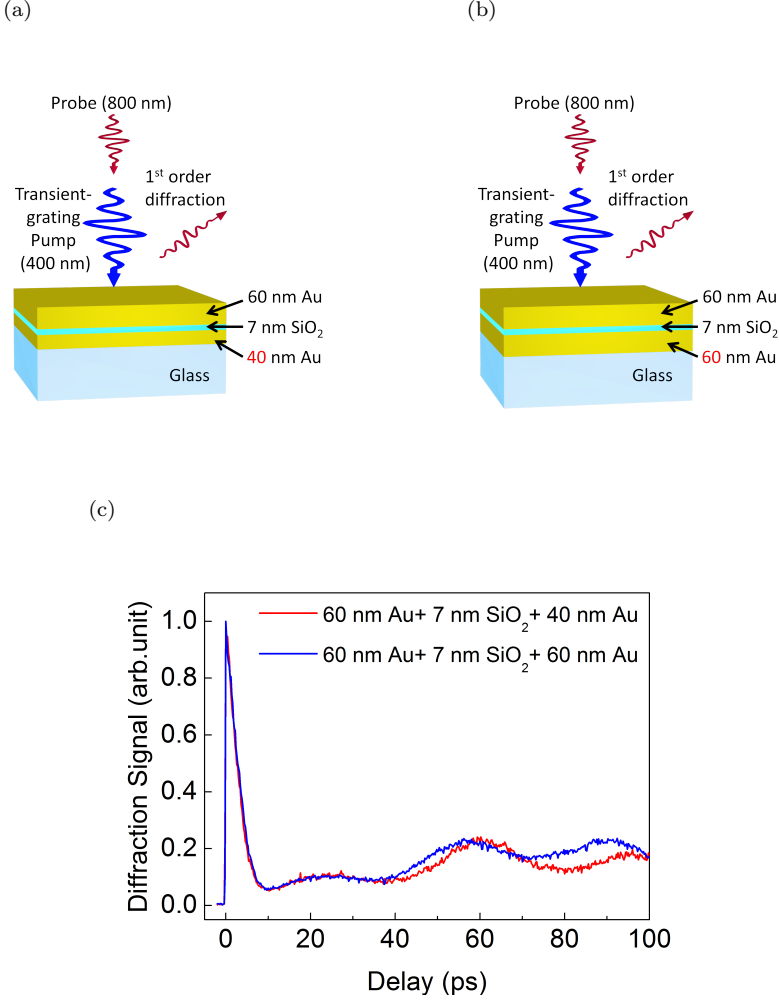 (a)
Probe (800 nm)
Transient-
grating
Pump
(400 nm)
1st order
diffraction
60 nm Au
7 nm SiO2
40 nm Au
Glass
(b)
Probe (800 nm)
Transient-
grating
Pump
(400 nm)
1st order
diffraction
60 nm Au
7 nm SiO2
60 nm Au
Glass
(c)
60 nm Au+ 7 nm SiO2+ 40 nm Au
60 nm Au+ 7 nm SiO2+ 60 nm Au
Diffraction Signal (arb.unit)
1.0
0.8
0.6
0.4
0.2
0.0
0 20 40 60 80 100
Delay (ps)